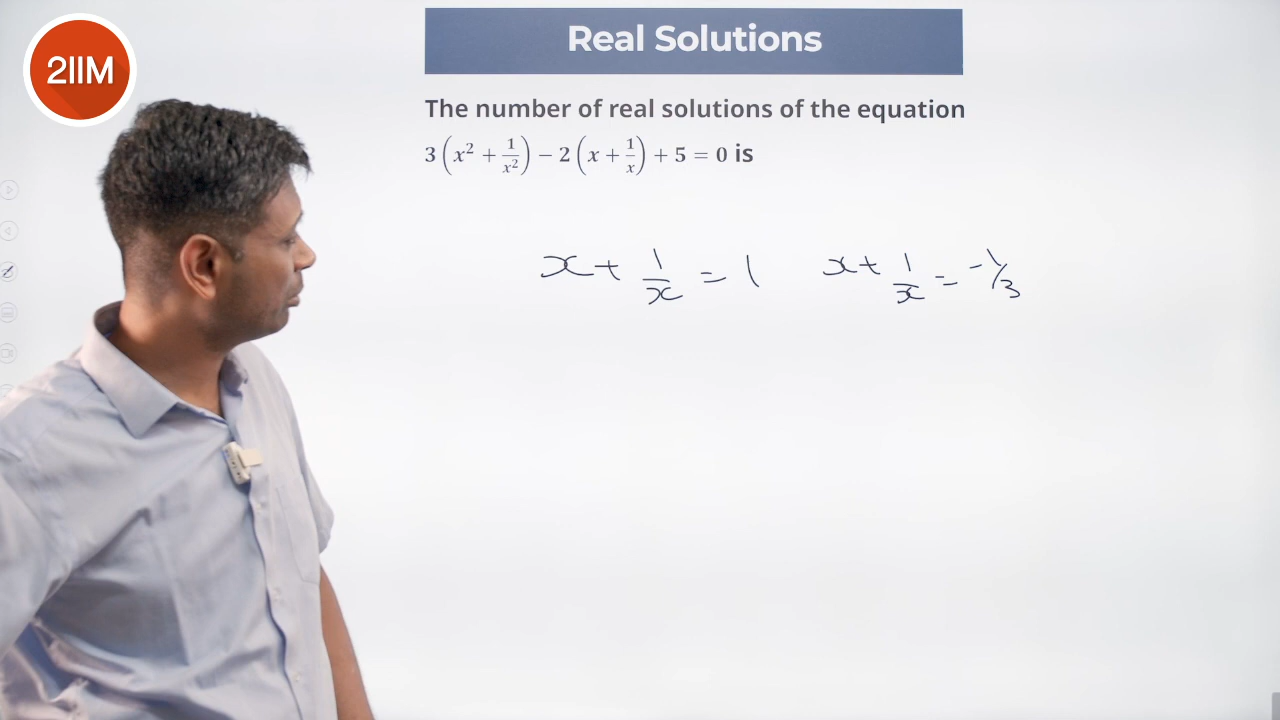 2IIM
Real Solutions
The number of real solutions of the equation
3(x² + 1/x²) − 2(x + 1/x) + 5 = 0 is
x + 1/x = 1    x + 1/x = -1/3